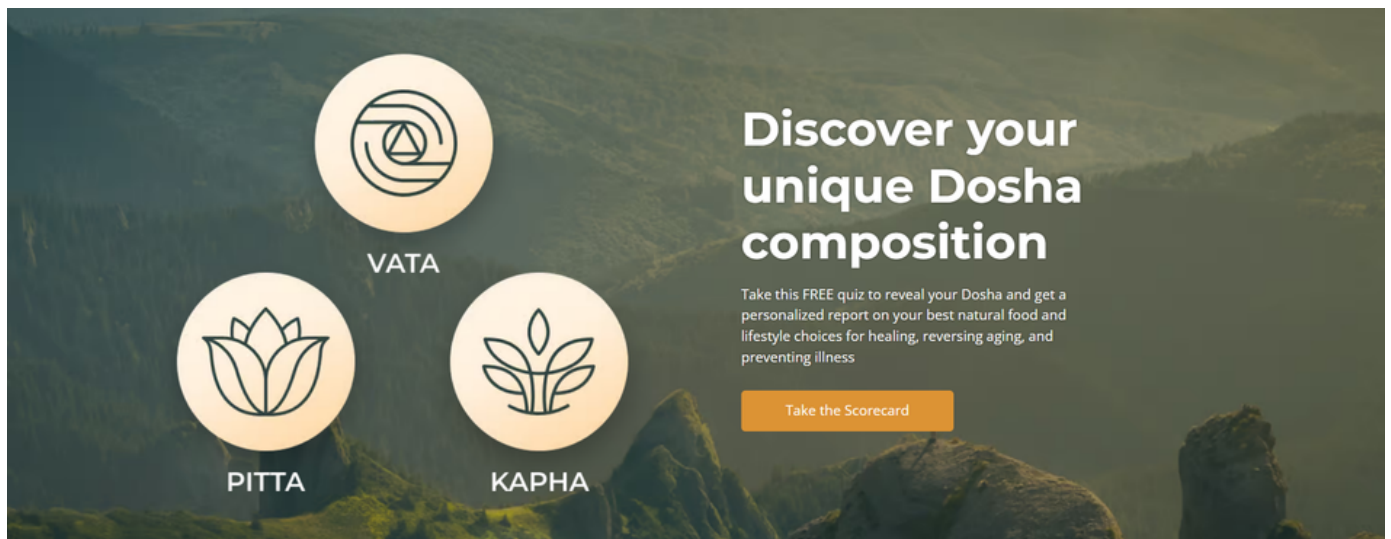 VATA
PITTA
KAPHA
Discover your
unique Dosha
composition
Take this FREE quiz to reveal your Dosha and get a
personalized report on your best natural food and
lifestyle choices for healing, reversing aging, and
preventing illness
Take the Scorecard